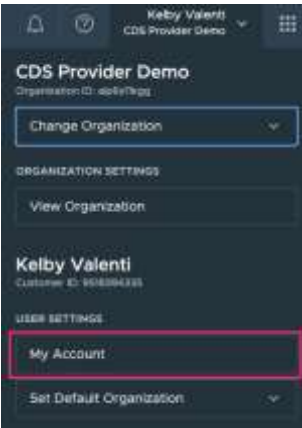 Kelby Valenti
CDS Provider Demo
CDS Provider Demo
Organization ID:
Change Organization
ORGANIZATION SETTINGS
View Organization
Kelby Valenti
Customer ID:
USER SETTINGS
My Account
Set Default Organization